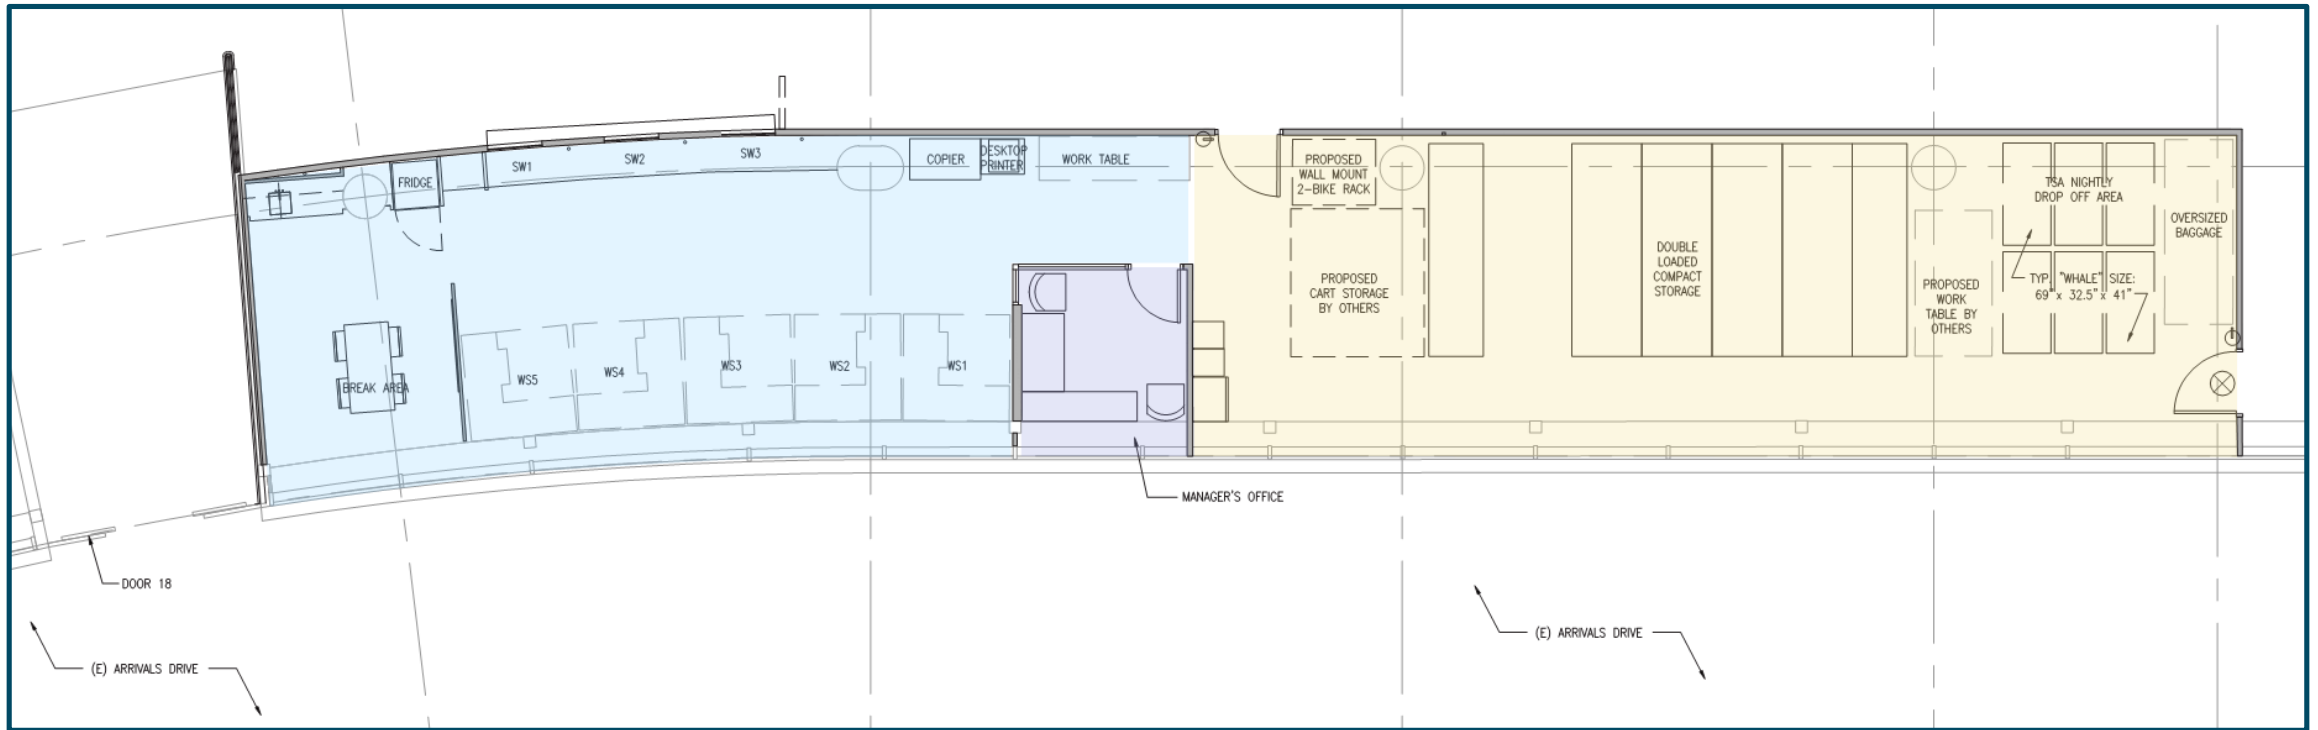 FRIDGE
SW1
SW2
SW3
COPIER
DESKTOP
PRINTER
WORK TABLE
PROPOSED
WALL MOUNT
2-BIKE RACK
TSA NIGHTLY
DROP OFF AREA
OVERSIZED
BAGGAGE
PROPOSED
CART STORAGE
BY OTHERS
DOUBLE
LOADED
COMPACT
STORAGE
PROPOSED
WORK
TABLE BY
OTHERS
TYP. "WHALE" SIZE:
69" x 32.5" x 41"
BREAK AREA
WS5
WS4
WS3
WS2
WS1
MANAGER'S OFFICE
DOOR 18
(E) ARRIVALS DRIVE
(E) ARRIVALS DRIVE